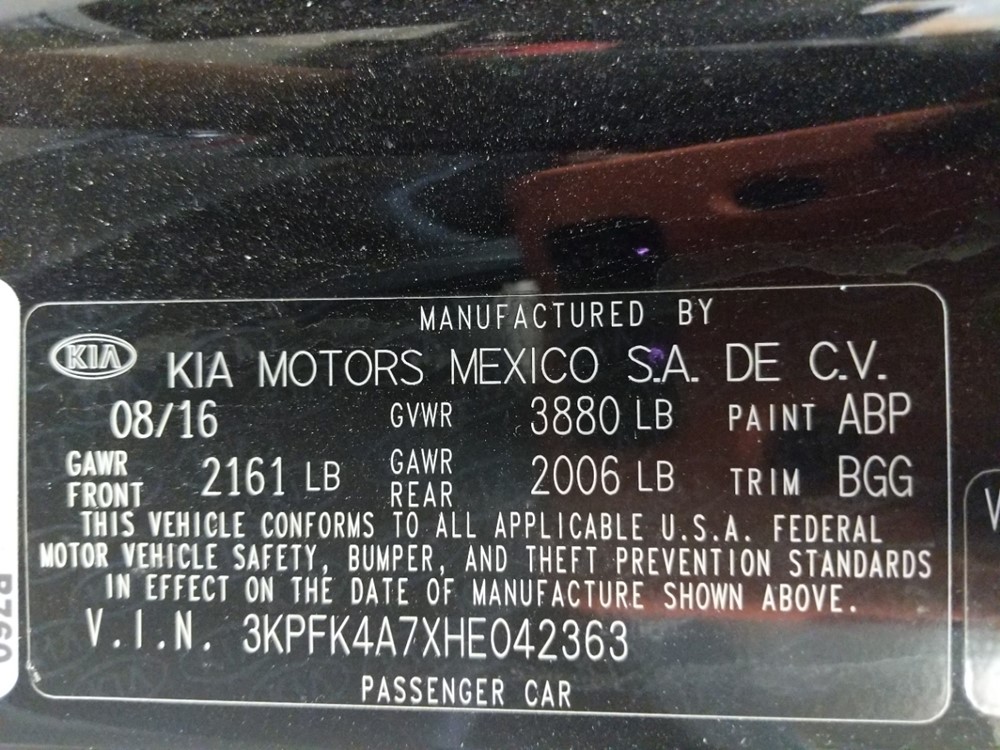 MANUFACTURED BY
KIA KIA MOTORS MEXICO S.A. DE C.V.
08/16 GVWR 3880 LB PAINT ABP
GAWR FRONT 2161 LB GAWR REAR 2006 LB TRIM BGG
THIS VEHICLE CONFORMS TO ALL APPLICABLE U.S.A. FEDERAL
MOTOR VEHICLE SAFETY, BUMPER, AND THEFT PREVENTION STANDARDS
IN EFFECT ON THE DATE OF MANUFACTURE SHOWN ABOVE.
V.I.N. 3KPFK4A7XHE042363
PASSENGER CAR